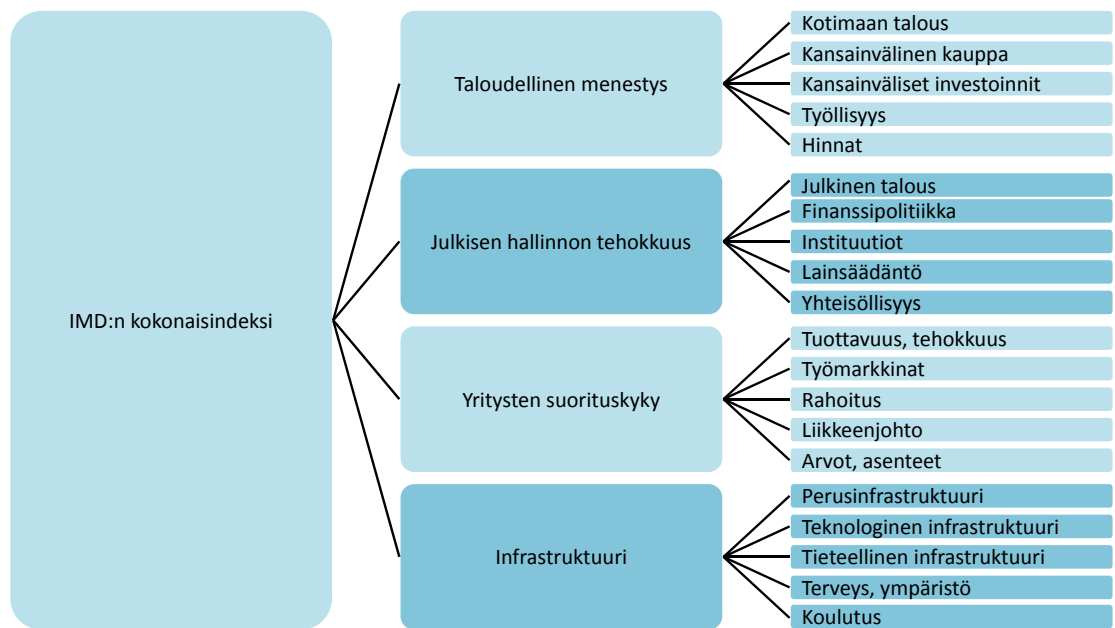 IMD:n kokonaisindeksi
Taloudellinen menestys
Kotimaan talous
Kansainvälinen kauppa
Kansainväliset investoinnit
Työllisyys
Hinnat
Julkisen hallinnon tehokkuus
Julkinen talous
Finanssipolitiikka
Instituutiot
Lainsäädäntö
Yhteisöllisyys
Yritysten suorituskyky
Tuottavuus, tehokkuus
Työmarkkinat
Rahoitus
Liikkeenjohto
Arvot, asenteet
Infrastruktuuri
Perusinfrastruktuuri
Teknologinen infrastruktuuri
Tieteellinen infrastruktuuri
Terveys, ympäristö
Koulutus